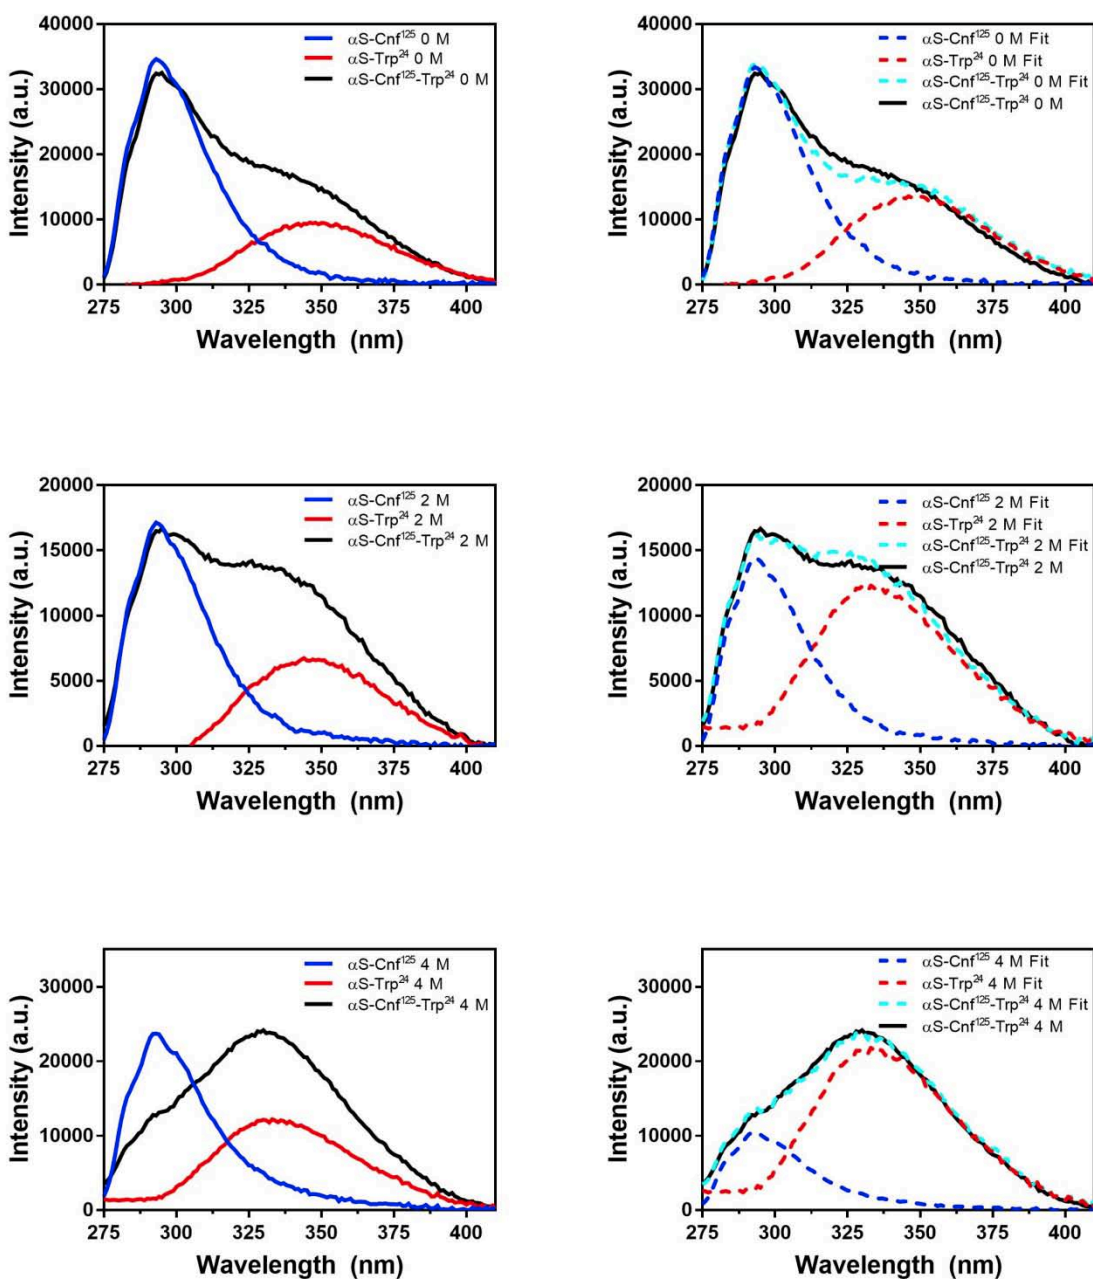 40000
30000
20000
10000
0
Intensity (a.u.)
αS-Cnf¹²⁵ 0 M
αS-Trp²⁴ 0 M
αS-Cnf¹²⁵-Trp²⁴ 0 M
275 300 325 350 375 400
Wavelength (nm)
40000
30000
20000
10000
0
Intensity (a.u.)
αS-Cnf¹²⁵ 0 M Fit
αS-Trp²⁴ 0 M Fit
αS-Cnf¹²⁵-Trp²⁴ 0 M Fit
αS-Cnf¹²⁵-Trp²⁴ 0 M
275 300 325 350 375 400
Wavelength (nm)
20000
15000
10000
5000
0
Intensity (a.u.)
αS-Cnf¹²⁵ 2 M
αS-Trp²⁴ 2 M
αS-Cnf¹²⁵-Trp²⁴ 2 M
275 300 325 350 375 400
Wavelength (nm)
20000
15000
10000
5000
0
Intensity (a.u.)
αS-Cnf¹²⁵ 2 M Fit
αS-Trp²⁴ 2 M Fit
αS-Cnf¹²⁵-Trp²⁴ 2 M Fit
αS-Cnf¹²⁵-Trp²⁴ 2 M
275 300 325 350 375 400
Wavelength (nm)
30000
20000
10000
0
Intensity (a.u.)
αS-Cnf¹²⁵ 4 M
αS-Trp²⁴ 4 M
αS-Cnf¹²⁵-Trp²⁴ 4 M
275 300 325 350 375 400
Wavelength (nm)
30000
20000
10000
0
Intensity (a.u.)
αS-Cnf¹²⁵ 4 M Fit
αS-Trp²⁴ 4 M Fit
αS-Cnf¹²⁵-Trp²⁴ 4 M Fit
αS-Cnf¹²⁵-Trp²⁴ 4 M
275 300 325 350 375 400
Wavelength (nm)